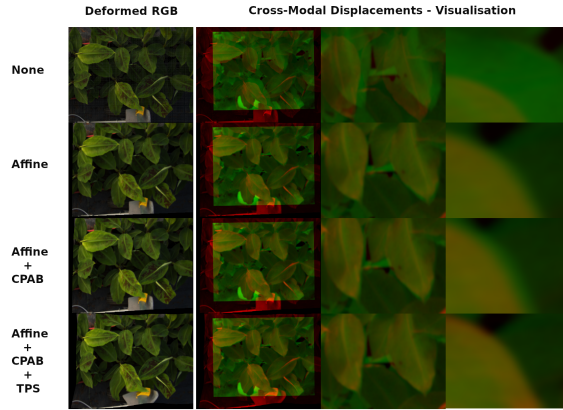 Deformed RGB
Cross-Modal Displacements - Visualisation
None
Affine
Affine
+
CPAB
Affine
+
CPAB
+
TPS